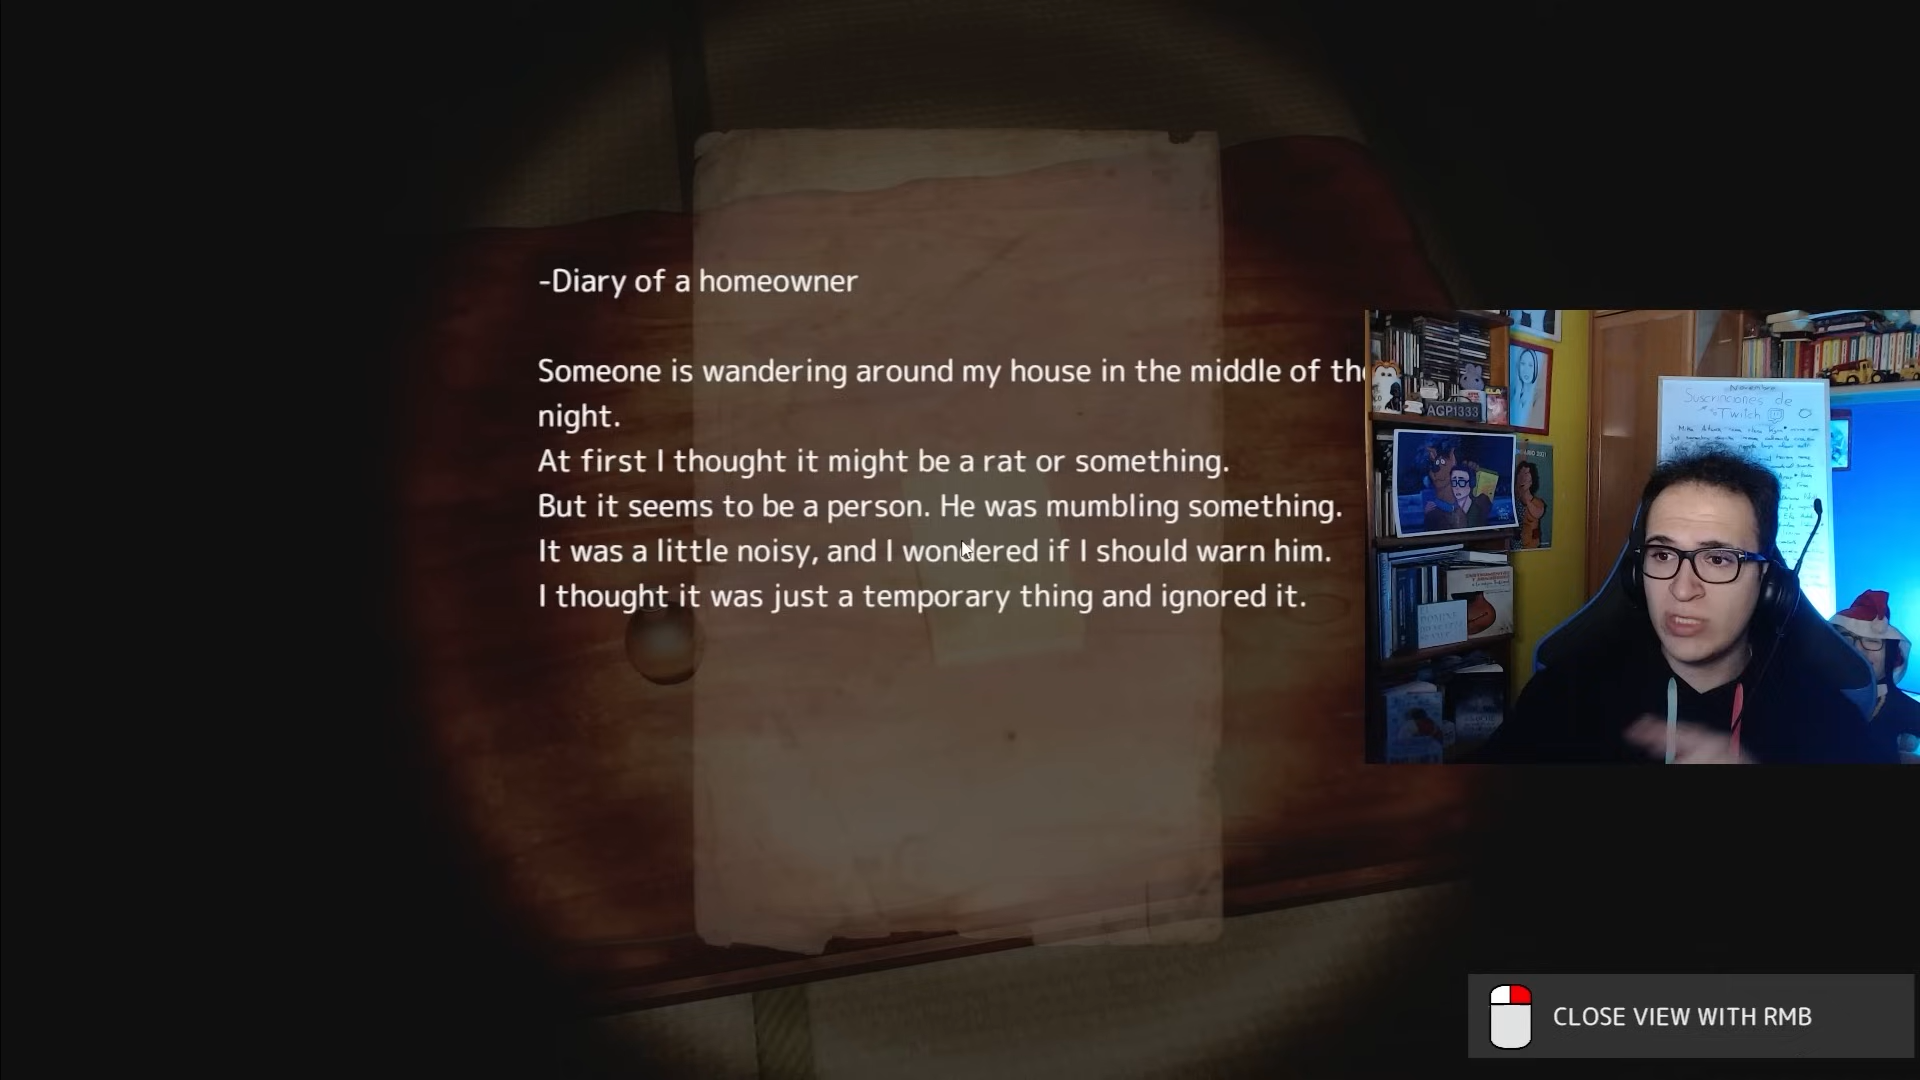 -Diary of a homeowner
Someone is wandering around my house in the middle of the
night.
At first I thought it might be a rat or something.
But it seems to be a person. He was mumbling something.
It was a little noisy, and I wondered if I should warn him.
I thought it was just a temporary thing and ignored it.
AGP1333
Suscripciones de
Twitch
CLOSE VIEW WITH RMB